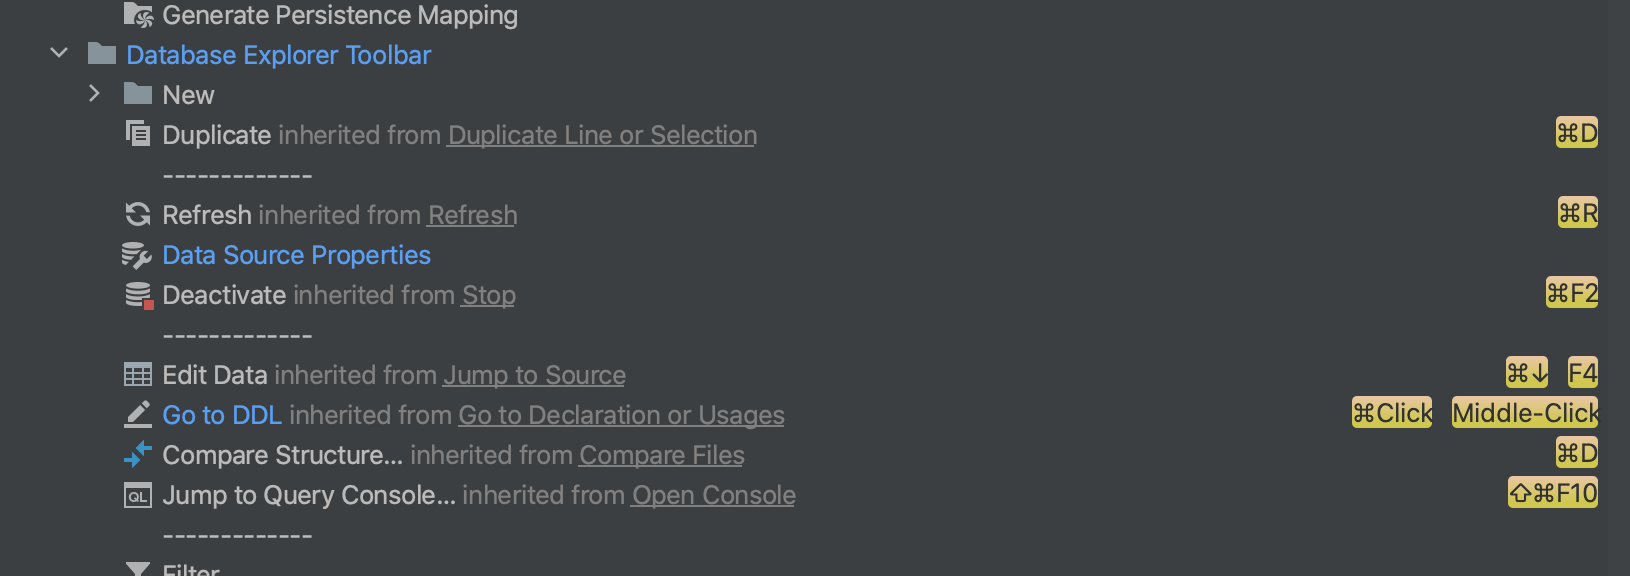 Generate Persistence Mapping
Database Explorer Toolbar
New
Duplicate inherited from Duplicate Line or Selection ⌘D
-------------
Refresh inherited from Refresh ⌘R
Data Source Properties
Deactivate inherited from Stop ⌘F2
-------------
Edit Data inherited from Jump to Source ⌘↓ F4
Go to DDL inherited from Go to Declaration or Usages ⌘Click Middle-Click
Compare Structure... inherited from Compare Files ⌘D
QL Jump to Query Console... inherited from Open Console ⇧⌘F10
-------------
Filter